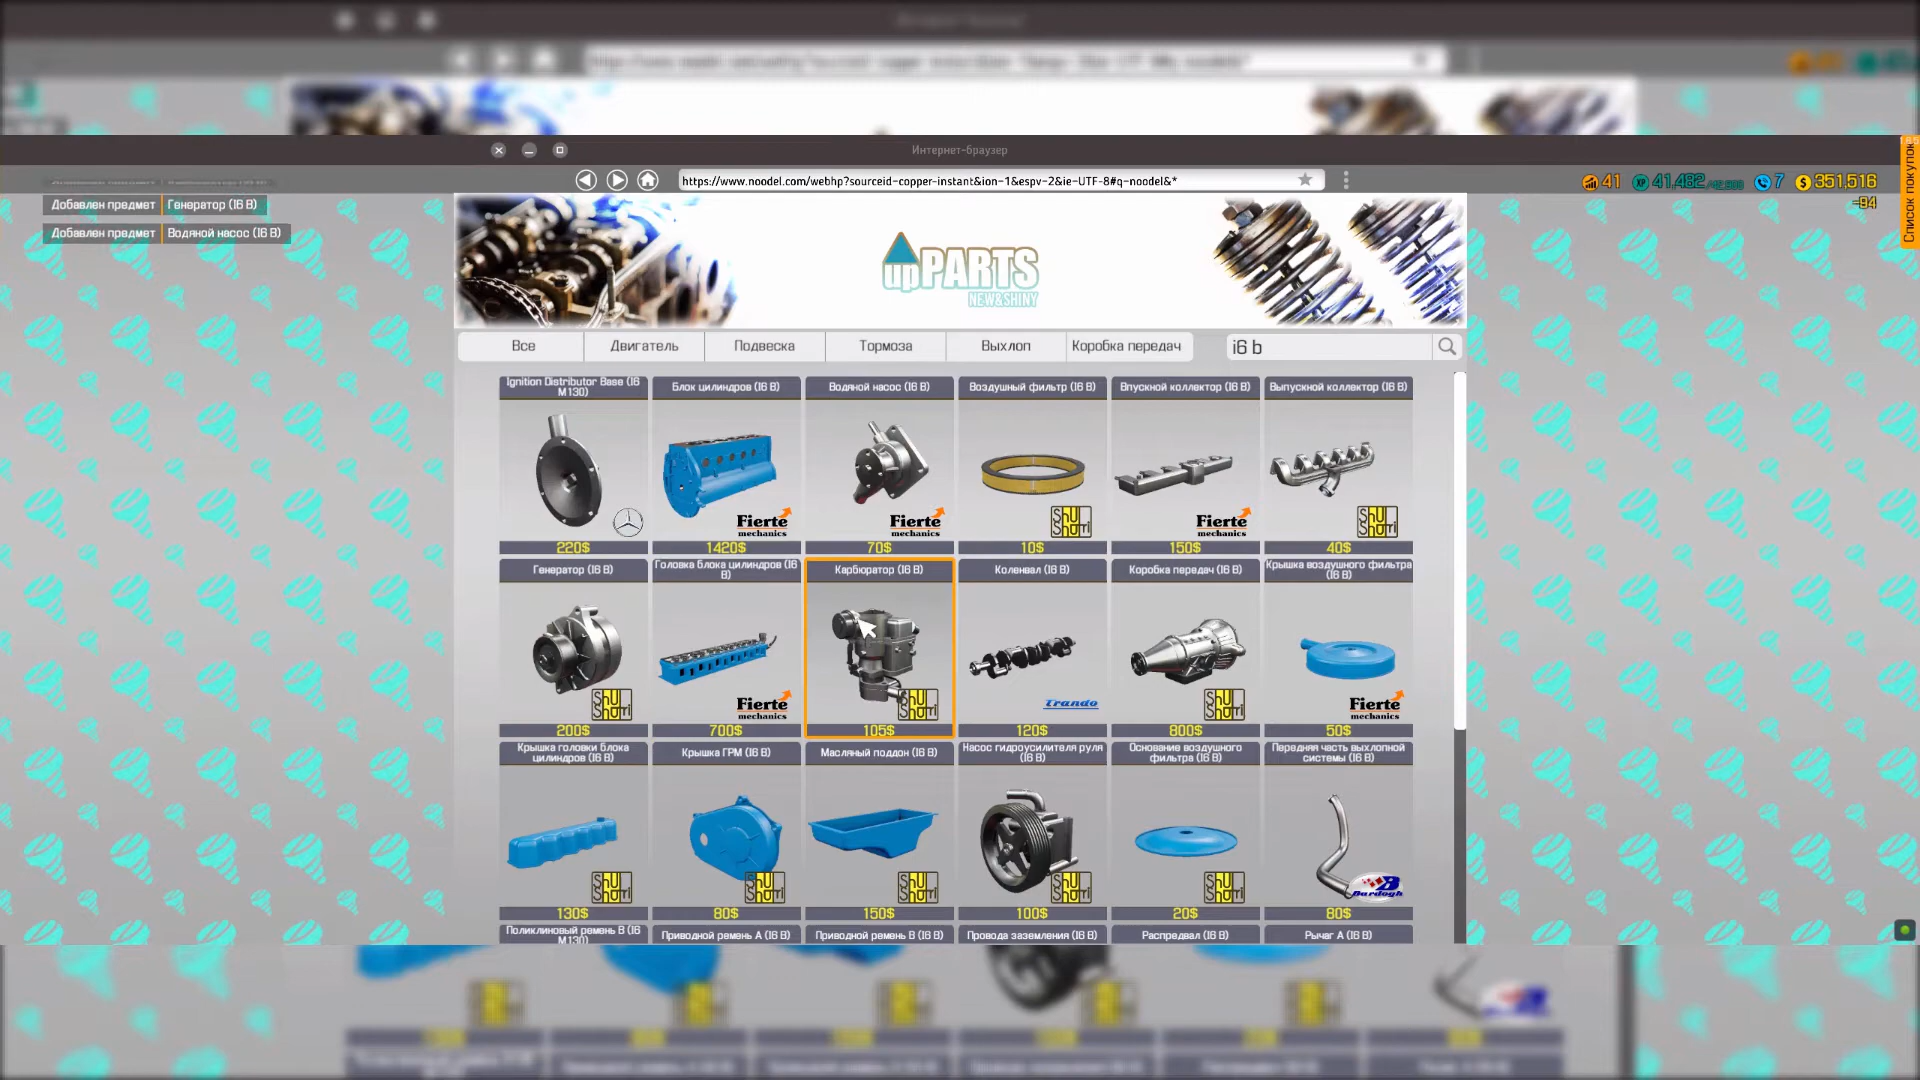 Интернет-браузер
https://www.noodel.com/webhp?sourceid-copper-instant&ion-1&espv-2&ie-UTF-8#q-noodel&*
41
XP 41,482
7
$ 351,516
-94
Список покупок
Добавлен предмет Генератор (I6 B)
Добавлен предмет Водяной насос (I6 B)
upPARTS
NEW&SHINY
Все Двигатель Подвеска Тормоза Выхлоп Коробка передач
i6 b
Ignition Distributor Base (I6 M130)
220$
Блок цилиндров (I6 B)
Fierte mechanics
1420$
Водяной насос (I6 B)
Fierte mechanics
70$
Воздушный фильтр (I6 B)
10$
Впускной коллектор (I6 B)
Fierte mechanics
150$
Выпускной коллектор (I6 B)
40$
Генератор (I6 B)
200$
Головка блока цилиндров (I6 B)
Fierte mechanics
700$
Карбюратор (I6 B)
105$
Коленвал (I6 B)
Trando
120$
Коробка передач (I6 B)
800$
Крышка воздушного фильтра (I6 B)
Fierte mechanics
50$
Крышка головки блока цилиндров (I6 B)
130$
Крышка ГРМ (I6 B)
80$
Масляный поддон (I6 B)
150$
Насос гидроусилителя руля (I6 B)
100$
Основание воздушного фильтра (I6 B)
20$
Передняя часть выхлопной системы (I6 B)
Bardogh
80$
Поликлиновый ремень B (I6 M130)
Приводной ремень A (I6 B)
Приводной ремень B (I6 B)
Провода заземления (I6 B)
Распредвал (I6 B)
Рычаг A (I6 B)